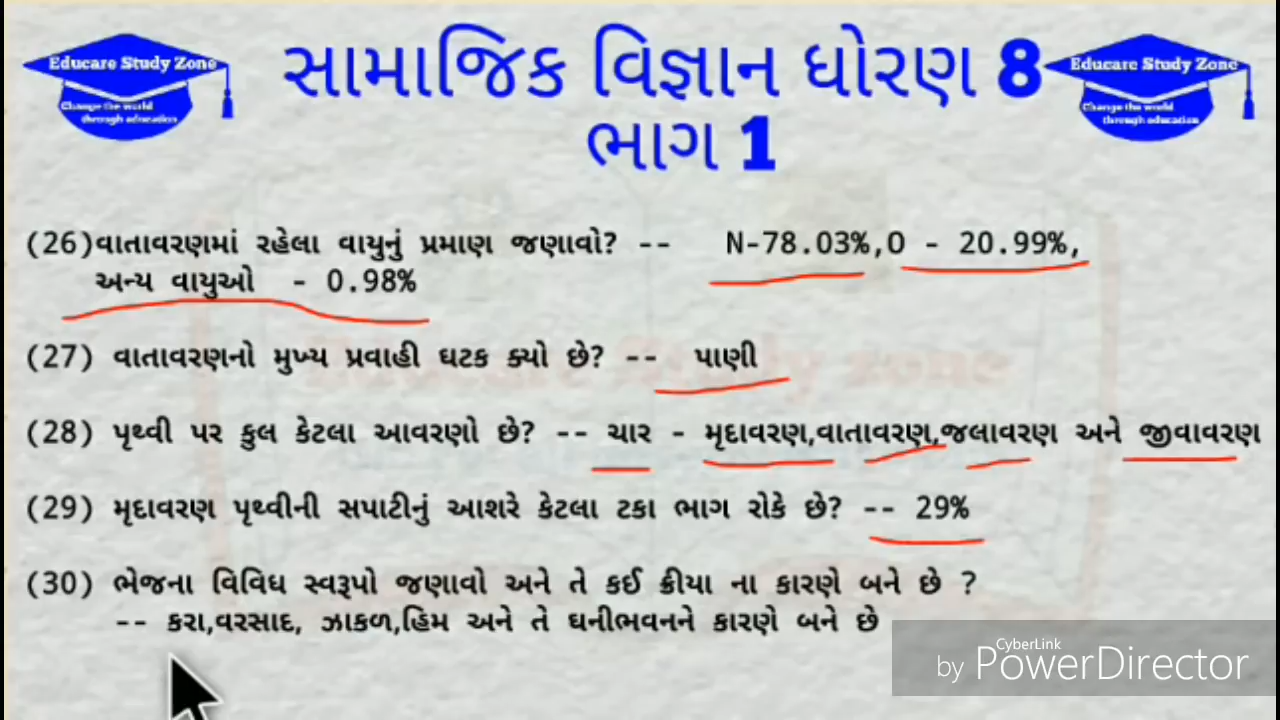 Educare Study Zone
Change the world
through education
સામાજિક વિજ્ઞાન ધોરણ 8
ભાગ 1
Educare Study Zone
Change the world
through education
(26)વાતાવરણમાં રહેલા વાયુનું પ્રમાણ જણાવો? -- N-78.03%,O - 20.99%,
અન્ય વાયુઓ - 0.98%
(27) વાતાવરણનો મુખ્ય પ્રવાહી ઘટક ક્યો છે? -- પાણી
(28) પૃથ્વી પર કુલ કેટલા આવરણો છે? -- ચાર - મૃદાવરણ,વાતાવરણ,જલાવરણ અને જીવાવરણ
(29) મૃદાવરણ પૃથ્વીની સપાટીનું આશરે કેટલા ટકા ભાગ રોકે છે? -- 29%
(30) ભેજના વિવિધ સ્વરૂપો જણાવો અને તે કઈ ક્રીયા ના કારણે બને છે ?
-- કરા,વરસાદ, ઝાકળ,હિમ અને તે ઘનીભવનને કારણે બને છે
CyberLink
by PowerDirector